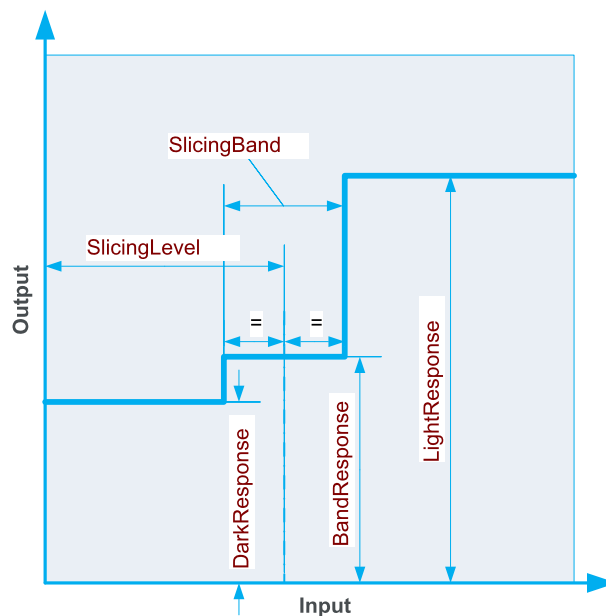 SlicingBand
SlicingLevel
=
=
Output
DarkResponse
BandResponse
LightResponse
Input